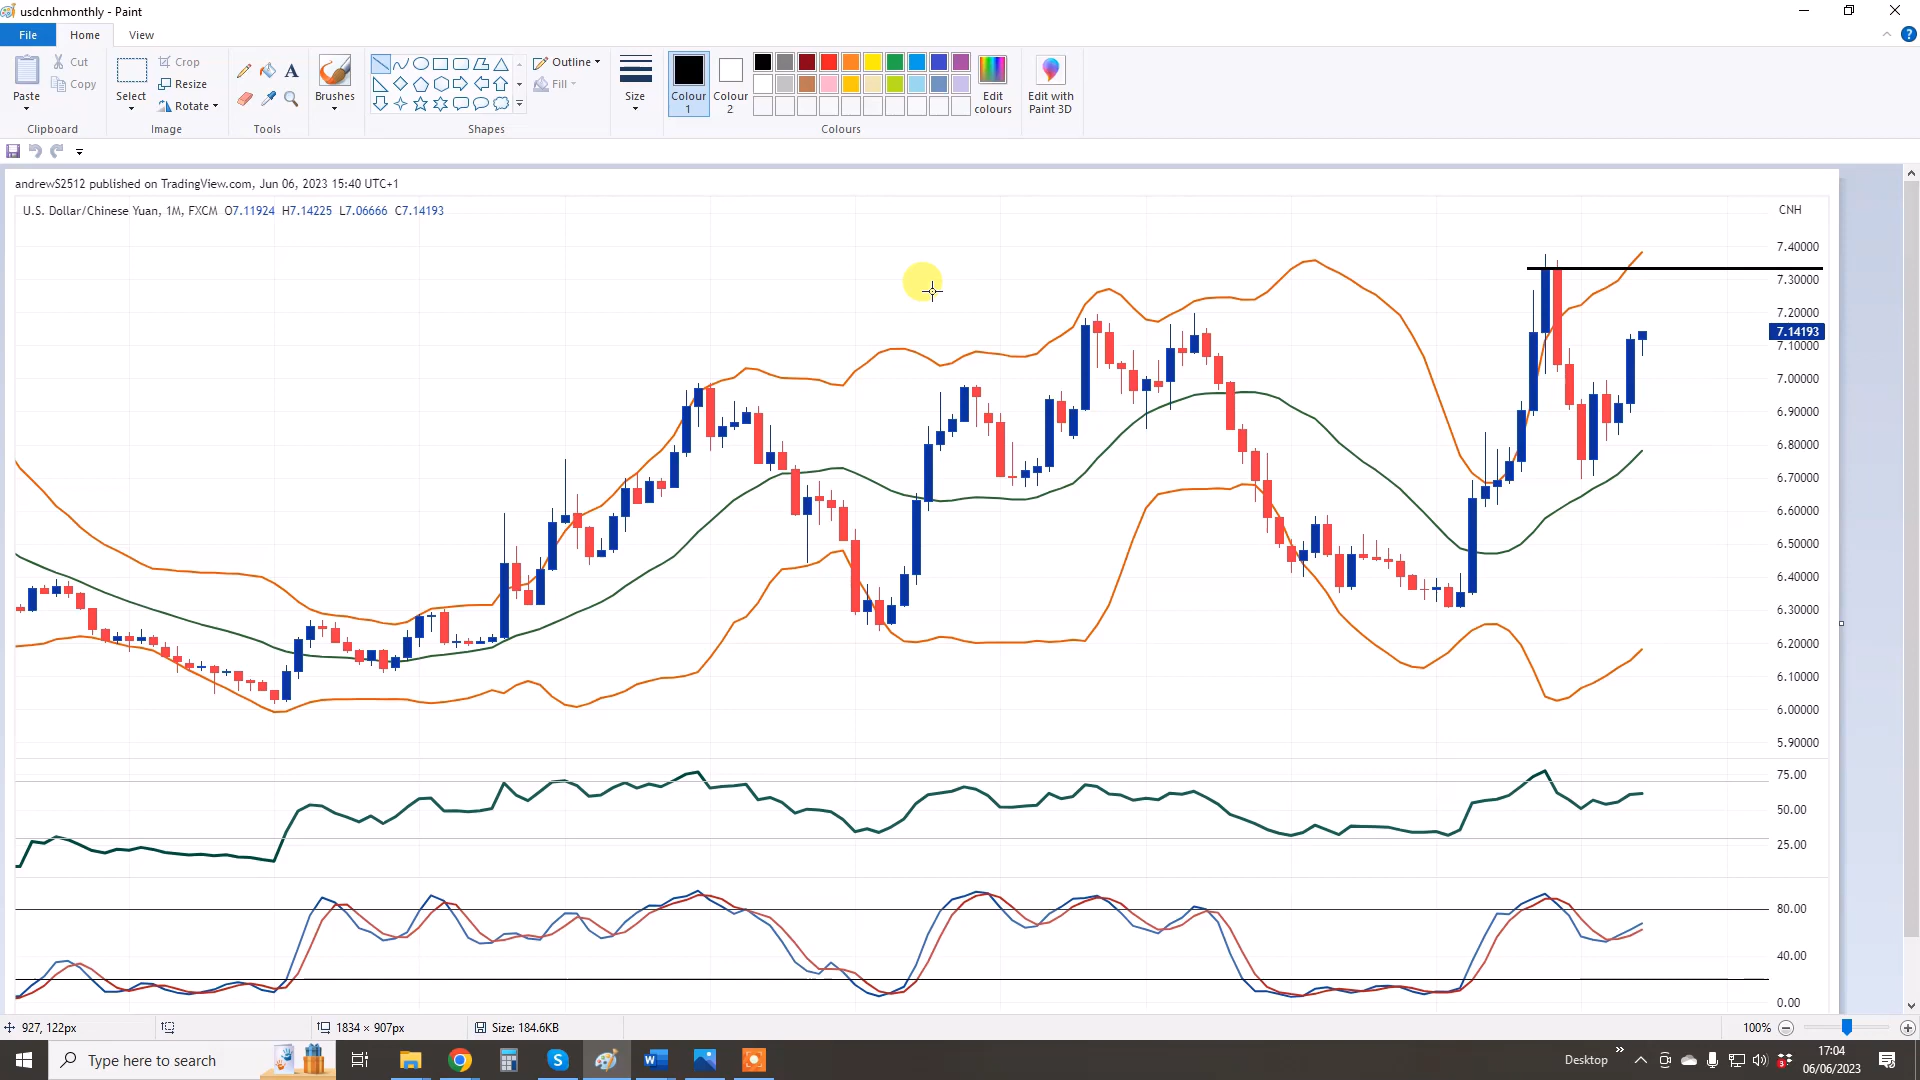 usdcnhmonthly - Paint
File
Home
View
Paste
Cut
Copy
Clipboard
Select
Crop
Resize
Rotate
Image
A
Tools
Brushes
Shapes
Outline
Fill
Size
Colour 1
Colour 2
Colours
Edit colours
Edit with Paint 3D
?
andrewS2512 published on TradingView.com, Jun 06, 2023 15:40 UTC+1
U.S. Dollar/Chinese Yuan, 1M, FXCM O7.11924 H7.14225 L7.06666 C7.14193
CNH
7.40000
7.30000
7.20000
7.14193
7.10000
7.00000
6.90000
6.80000
6.70000
6.60000
6.50000
6.40000
6.30000
6.20000
6.10000
6.00000
5.90000
75.00
50.00
25.00
80.00
40.00
0.00
927, 122px
1834 × 907px
Size: 184.6KB
100%
Type here to search
Desktop
17:04
06/06/2023